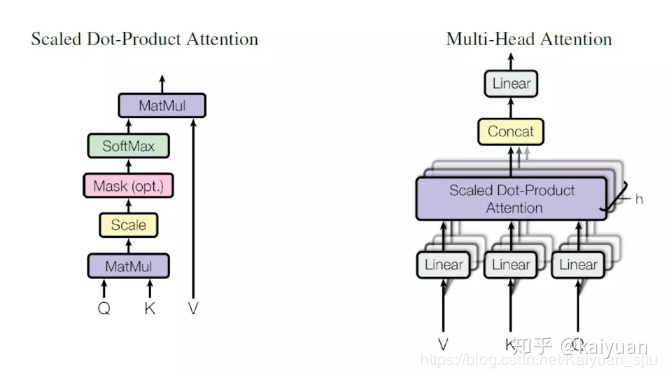 Scaled Dot-Product Attention
MatMul
SoftMax
Mask (opt.)
Scale
MatMul
Q K V
Multi-Head Attention
Linear
Concat
Scaled Dot-Product
Attention
h
Linear Linear Linear
V K Q
知乎 @kaiyuan
https://blog.csdn.net/Kaiyuan_sjtu